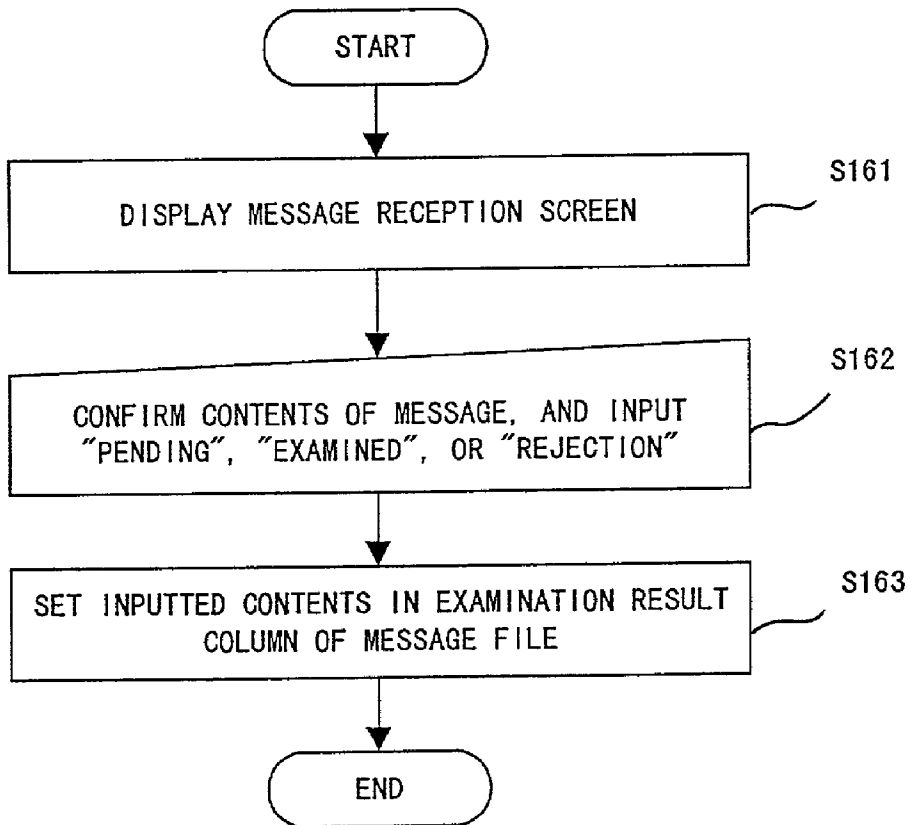 START
S161
DISPLAY MESSAGE RECEPTION SCREEN
S162
CONFIRM CONTENTS OF MESSAGE, AND INPUT
"PENDING", "EXAMINED", OR "REJECTION"
S163
SET INPUTTED CONTENTS IN EXAMINATION RESULT
COLUMN OF MESSAGE FILE
END